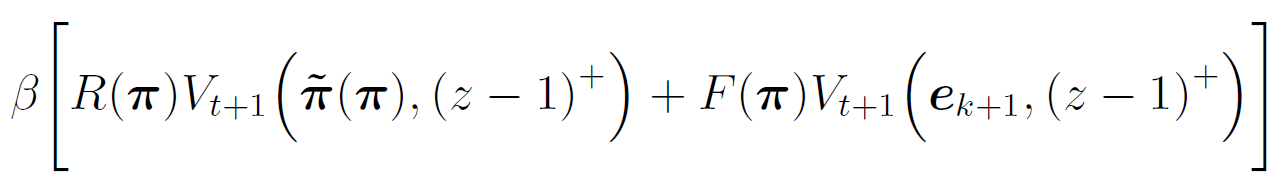 β[R(π)V_{t+1}(π̃(π), (z − 1)^+) + F(π)V_{t+1}(e_{k+1}, (z − 1)^+)]